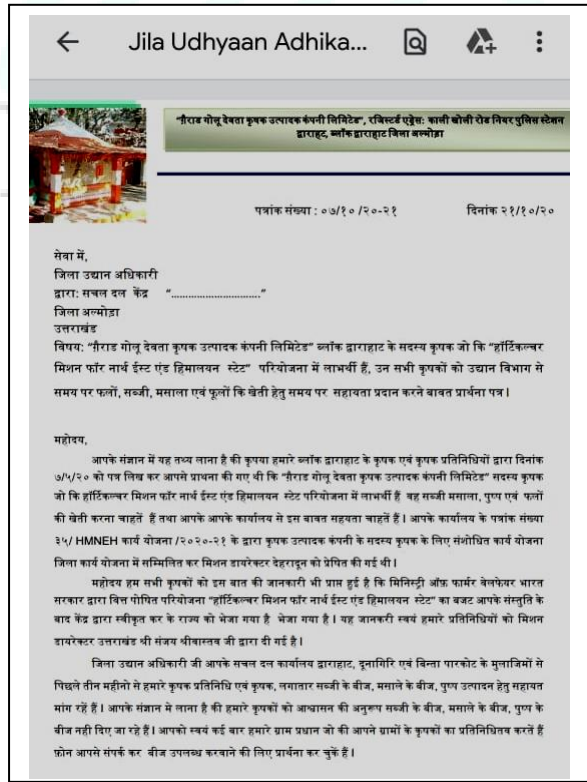 Jila Udhyaan Adhika...
"ग़ैराड गोलू देवता कृषक उत्पादक कंपनी लिमिटेड", रजिस्टर्ड एड्रेस: काली खोली रोड नियर पुलिस स्टेशन
द्वाराहट, ब्लॉक द्वाराहाट जिला अल्मोड़ा
पत्रांक संख्या : ०७/१० /२०-२१ दिनांक २१/१०/२०
सेवा में,
जिला उद्यान अधिकारी
द्वारा: सचल दल केंद्र "..............................."
जिला अल्मोड़ा
उत्तराखंड
विषय: "ग़ैराड गोलू देवता कृषक उत्पादक कंपनी लिमिटेड" ब्लॉक द्वाराहाट के सदस्य कृषक जो कि "हॉर्टिकल्चर
मिशन फॉर नार्थ ईस्ट एंड हिमालयन स्टेट" परियोजना में लाभर्थी हैं, उन सभी कृषकों को उद्यान विभाग से
समय पर फलों, सब्जी, मसाला एवं फूलों कि खेती हेतु समय पर सहायता प्रदान करने बावत प्रार्थना पत्र |
महोदय,
आपके संज्ञान में यह तथ्य लाना है की कृपया हमारे ब्लॉक द्वाराहाट के कृषक एवं कृषक प्रतिनिधियों द्वारा दिनांक
७/५/२० को पत्र लिख कर आपसे प्राथना की गए थी कि "ग़ैराड गोलू देवता कृषक उत्पादक कंपनी लिमिटेड" सदस्य कृषक
जो कि हॉर्टिकल्चर मिशन फॉर नार्थ ईस्ट एंड हिमालयन स्टेट परियोजना में लाभर्थी हैं वह सब्जी मसाला, पुष्प एवं फलों
की खेती करना चाहतें हैं तथा आपके आपके कार्यालय से इस बावत सहयता चाहतें हैं | आपके कार्यालय के पत्रांक संख्या
३५/ HMNEH कार्य योजना /२०२०-२१ के द्वारा कृषक उत्पादक कंपनी के सदस्य कृषक के लिए संशोधित कार्य योजना
जिला कार्य योजना में सम्मिलित कर मिशन डायरेक्टर देहरादून को प्रेषित की गई थी |
महोदय हम सभी कृषकों को इस बात की जानकारी भी प्राप्त हुई है कि मिनिस्ट्री ऑफ़ फार्मर वेलफेयर भारत
सरकार द्वारा वित्त पोषित परियोजना "हॉर्टिकल्चर मिशन फॉर नार्थ ईस्ट एंड हिमालयन स्टेट" का बजट आपके संस्तुति के
बाद केंद्र द्वारा स्वीकृत कर के राज्य को भेजा गया है भेजा गया है | यह जानकरी स्वयं हमारे प्रतिनिधियों को मिशन
डायरेक्टर उत्तराखंड श्री संजय श्रीवास्तव जी द्वारा दी गई है |
जिला उद्यान अधिकारी जी आपके सचल दल कार्यालय द्वाराहाट, दूनागिरि एवं बिन्ता पारकोट के मुलाजिमों से
पिछले तीन महीनो से हमारे कृषक प्रतिनिधि एवं कृषक, लगातार सब्जी के बीज, मसाले के बीज, पुष्प उत्पादन हेतु सहायत
मांग रहें हैं | आपके संज्ञान मे लाना है की हमारे कृषकों को आश्वासन की अनुरूप सब्जी के बीज, मसाले के बीज, पुष्प के
बीज नही दिए जा रहे हैं | आपको स्वयं कई बार हमारे ग्राम प्रधान जो की आपने ग्रामों के कृषकों का प्रतिनिधितव करतें हैं
फ़ोन आपसे संपर्क कर बीज उपलब्ध करवाने की लिए प्रार्थना कर चुकें हैं |